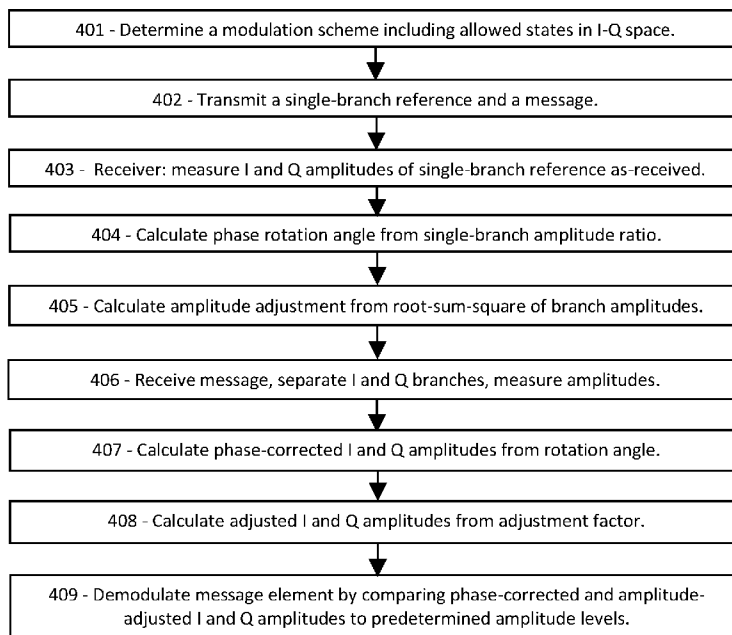 401 - Determine a modulation scheme including allowed states in I-Q space.
402 - Transmit a single-branch reference and a message.
403 - Receiver: measure I and Q amplitudes of single-branch reference as-received.
404 - Calculate phase rotation angle from single-branch amplitude ratio.
405 - Calculate amplitude adjustment from root-sum-square of branch amplitudes.
406 - Receive message, separate I and Q branches, measure amplitudes.
407 - Calculate phase-corrected I and Q amplitudes from rotation angle.
408 - Calculate adjusted I and Q amplitudes from adjustment factor.
409 - Demodulate message element by comparing phase-corrected and amplitude-
adjusted I and Q amplitudes to predetermined amplitude levels.